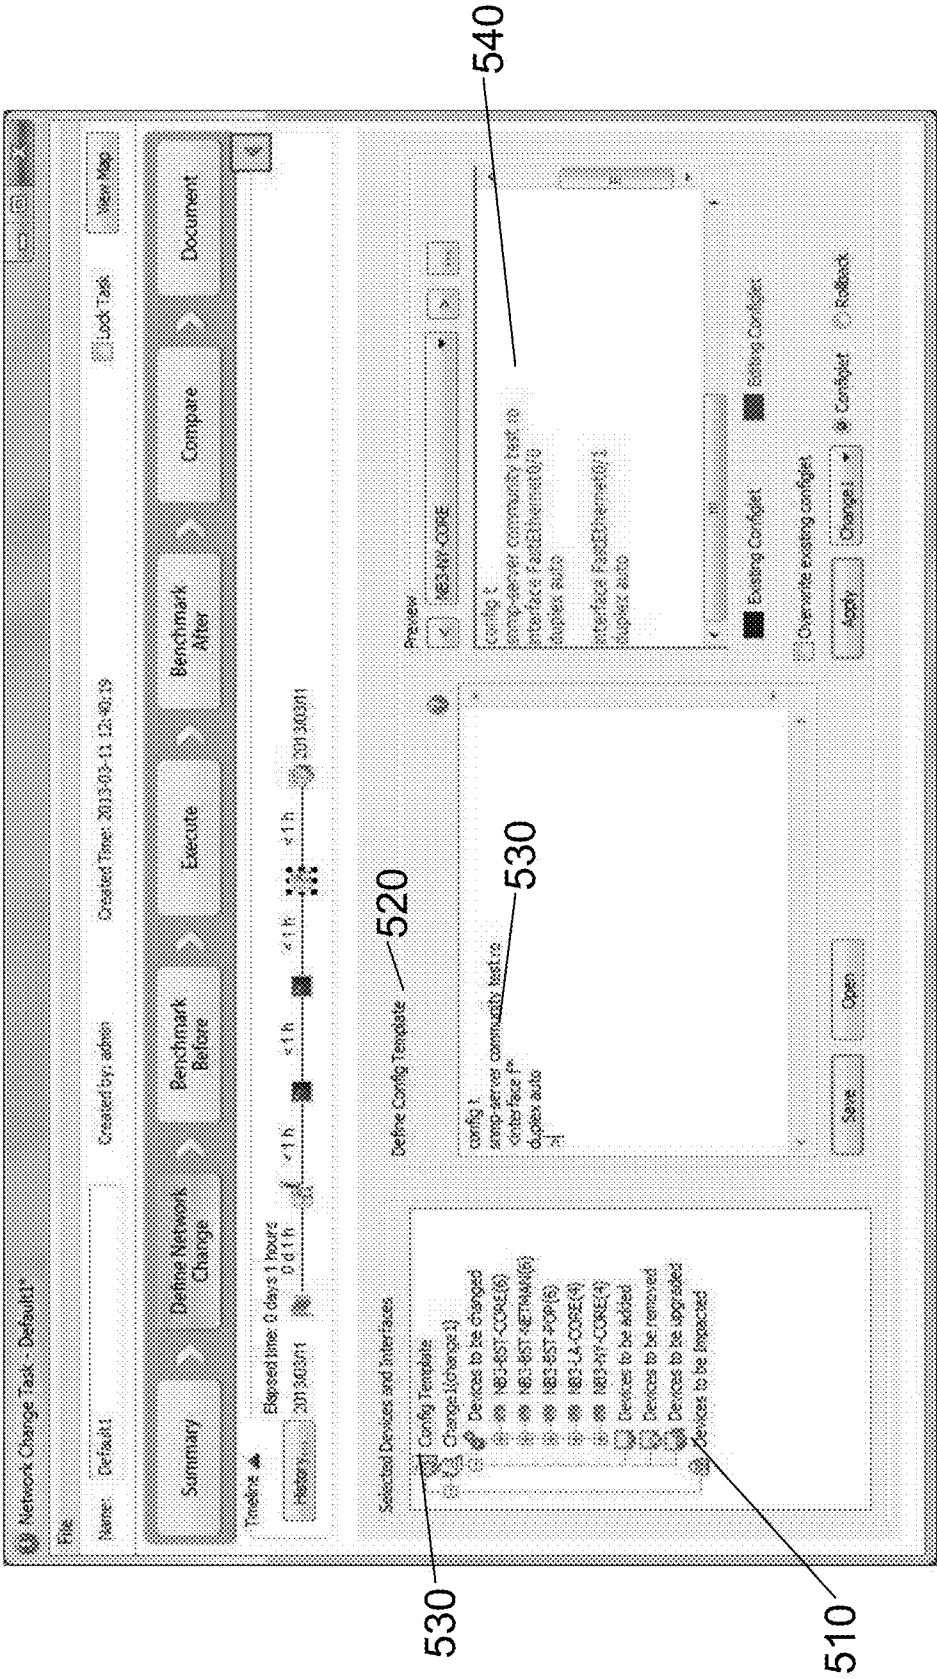 Network Change Task - Default1*
File
Name: Default1
Created by: admin
Created Time: 2013-03-11 12:40:19
Lock Task
View Map
Summary
Define Network
Change
Benchmark
Before
Execute
Benchmark
After
Compare
Document
Timeline
Elapsed time: 0 days 1 hours
History...
2013/03/11
0 d 1 h
<1 h
<1 h
<1 h
<1 h
2013/03/11
Selected Devices and Interfaces
Config Template
Change1(change1)
Devices to be changed
NB3-BST-CORE(6)
NB3-BST-NETMAN(6)
NB3-BST-POP(6)
NB3-LA-CORE(4)
NB3-NY-CORE(4)
Devices to be added
Devices to be removed
Devices to be upgraded
Devices to be Impacted
Define Config Template
config t
snmp-server community test ro
<interface f*
duplex auto
>
Save
Open
Preview
<
NB3-NY-CORE
>
...
config t
snmp-server community test ro
interface FastEthernet0/0
duplex auto
interface FastEthernet0/1
duplex auto
Existing Configlet
Existing Configlet
Overwrite existing configlet
Apply
Change1
Configlet
Rollback
510
520
530
530
540